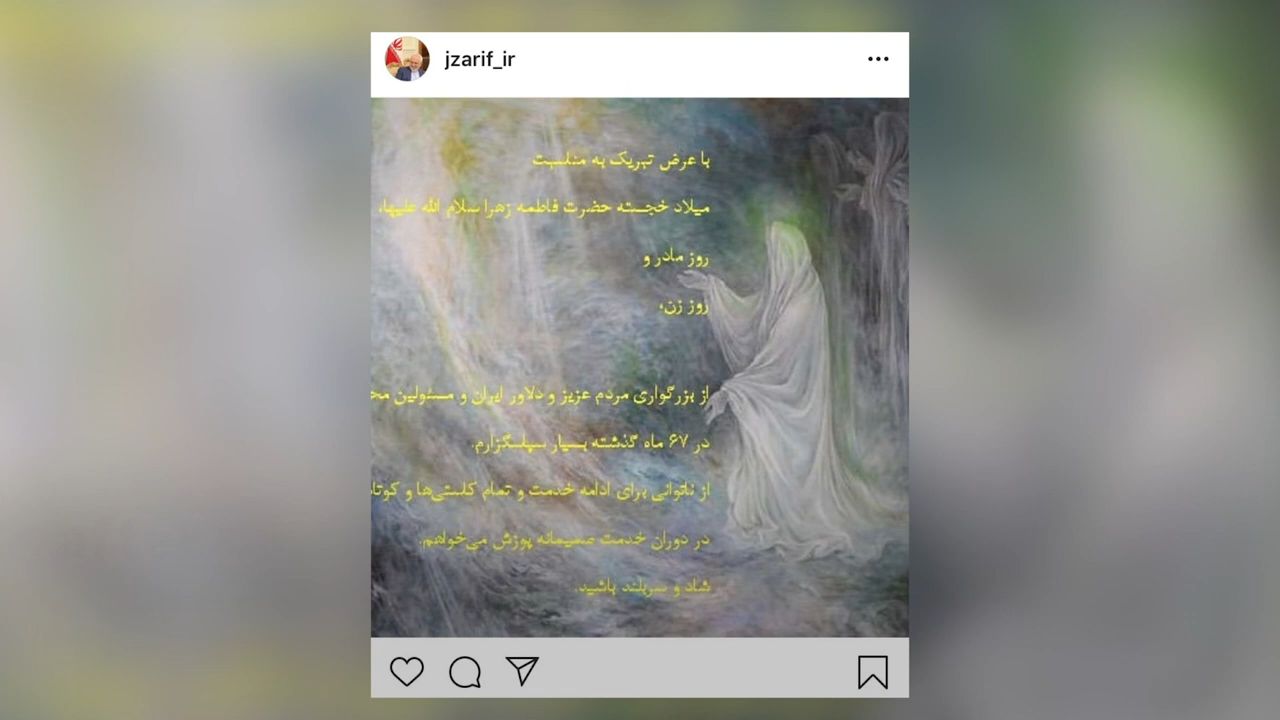 jzarif_ir
با عرض تبریک به مناسبت
میلاد خجسته حضرت فاطمه زهرا سلام الله علیها،
روز مادر و
روز زن،
از بزرگواری مردم عزیز و دلاور ایران و مسئولین
در ۶۷ ماه گذشته بسیار سپاسگزارم.
از ناتوانی برای ادامه خدمت و تمام کاستی‌ها و
در دوران خدمت صمیمانه پوزش می‌خواهم.
شاد و سربلند باشید.